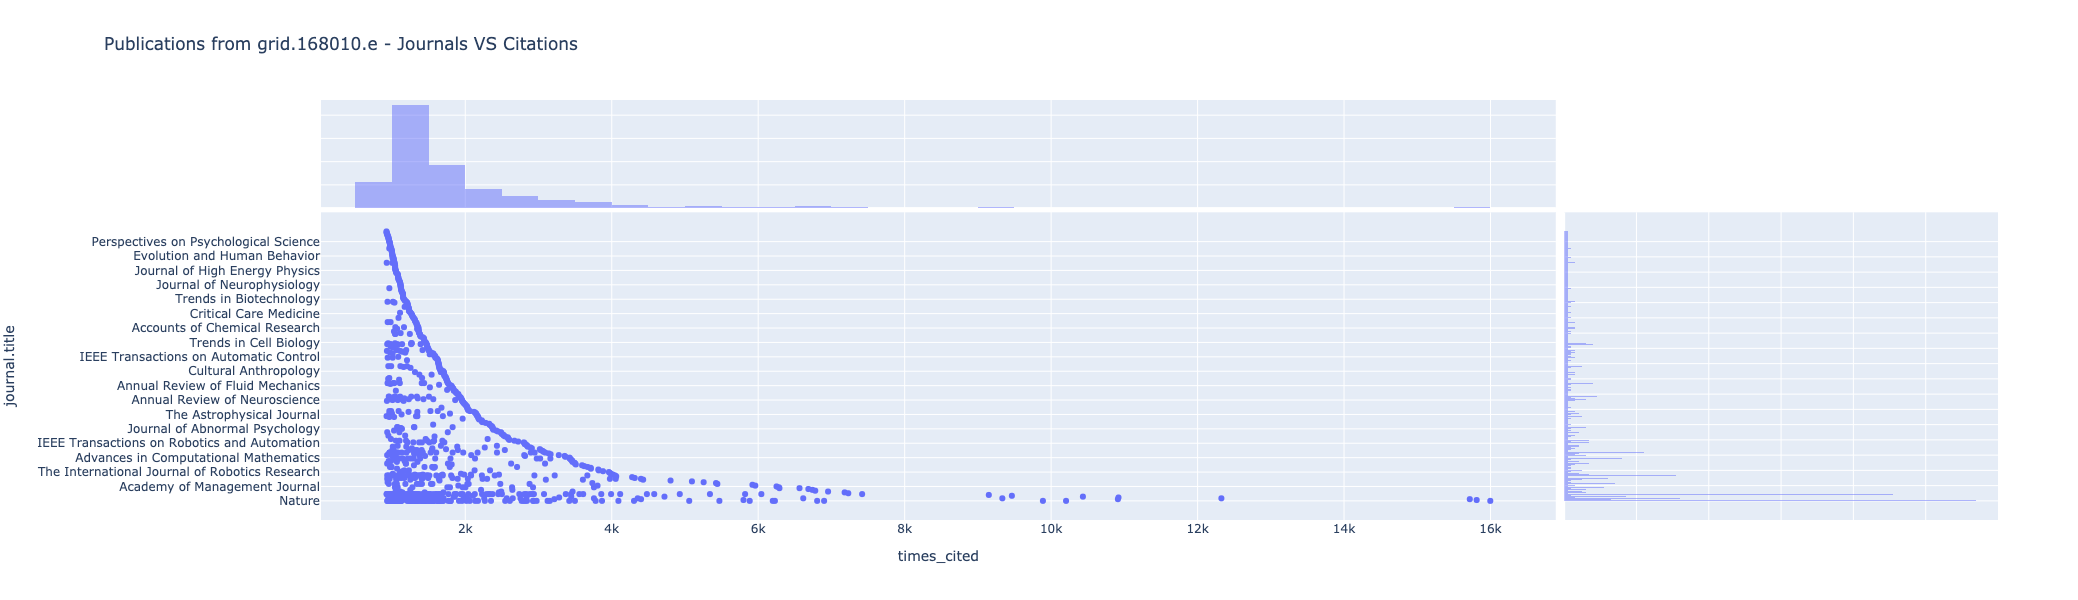 Publications from grid.168010.e - Journals VS Citations
journal.title
Perspectives on Psychological Science
Evolution and Human Behavior
Journal of High Energy Physics
Journal of Neurophysiology
Trends in Biotechnology
Critical Care Medicine
Accounts of Chemical Research
Trends in Cell Biology
IEEE Transactions on Automatic Control
Cultural Anthropology
Annual Review of Fluid Mechanics
Annual Review of Neuroscience
The Astrophysical Journal
Journal of Abnormal Psychology
IEEE Transactions on Robotics and Automation
Advances in Computational Mathematics
The International Journal of Robotics Research
Academy of Management Journal
Nature
2k 4k 6k 8k 10k 12k 14k 16k
times_cited